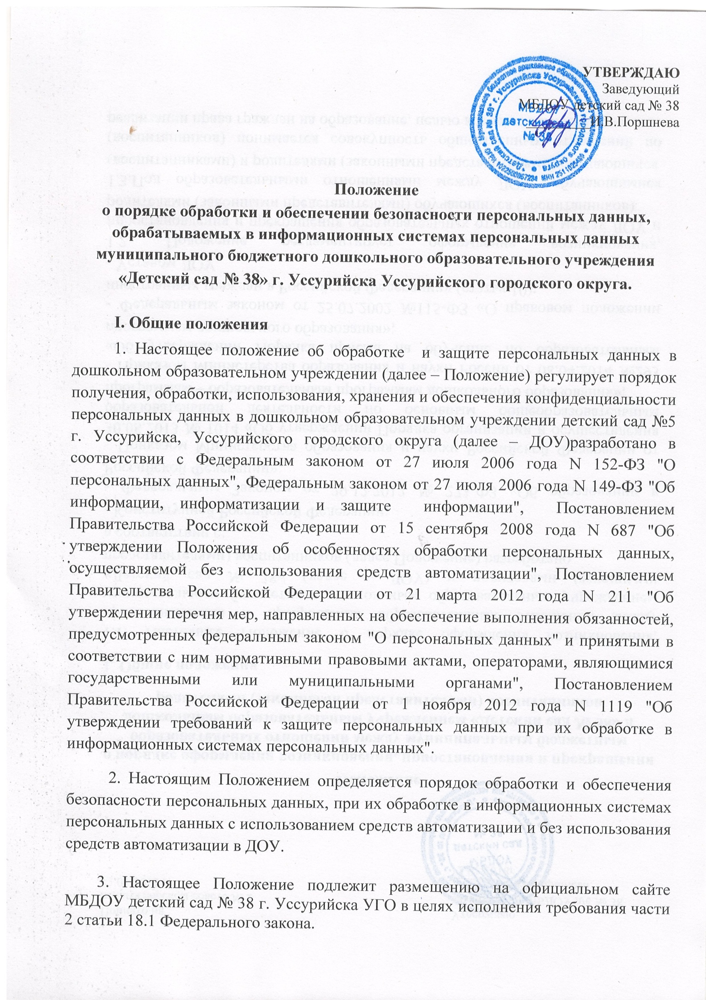 УТВЕРЖДАЮ
Заведующий
МБДОУ детский сад № 38
И.В.Поршнева
МБДОУ
детский сад
№ 38
Положение
о порядке обработки и обеспечении безопасности персональных данных,
обрабатываемых в информационных системах персональных данных
муниципального бюджетного дошкольного образовательного учреждения
«Детский сад № 38» г. Уссурийска Уссурийского городского округа.
I. Общие положения
1. Настоящее положение об обработке и защите персональных данных в
дошкольном образовательном учреждении (далее – Положение) регулирует порядок
получения, обработки, использования, хранения и обеспечения конфиденциальности
персональных данных в дошкольном образовательном учреждении детский сад №5
г. Уссурийска, Уссурийского городского округа (далее – ДОУ)разработано в
соответствии с Федеральным законом от 27 июля 2006 года N 152-ФЗ "О
персональных данных", Федеральным законом от 27 июля 2006 года N 149-ФЗ "Об
информации, информатизации и защите информации", Постановлением
Правительства Российской Федерации от 15 сентября 2008 года N 687 "Об
утверждении Положения об особенностях обработки персональных данных,
осуществляемой без использования средств автоматизации", Постановлением
Правительства Российской Федерации от 21 марта 2012 года N 211 "Об
утверждении перечня мер, направленных на обеспечение выполнения обязанностей,
предусмотренных федеральным законом "О персональных данных" и принятыми в
соответствии с ним нормативными правовыми актами, операторами, являющимися
государственными или муниципальными органами", Постановлением
Правительства Российской Федерации от 1 ноября 2012 года N 1119 "Об
утверждении требований к защите персональных данных при их обработке в
информационных системах персональных данных".
2. Настоящим Положением определяется порядок обработки и обеспечения
безопасности персональных данных, при их обработке в информационных системах
персональных данных с использованием средств автоматизации и без использования
средств автоматизации в ДОУ.
3. Настоящее Положение подлежит размещению на официальном сайте
МБДОУ детский сад № 38 г. Уссурийска УГО в целях исполнения требования части
2 статьи 18.1 Федерального закона.